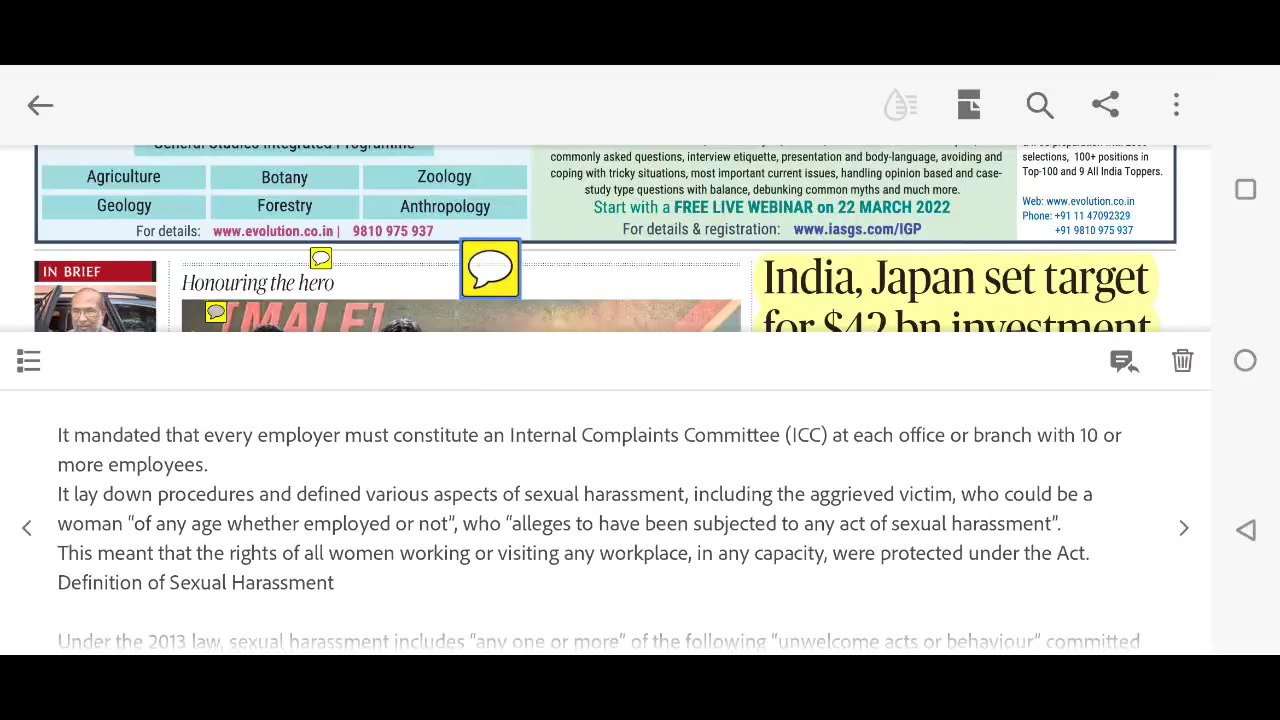 General Studies Integrated Programme
Agriculture Botany Zoology
Geology Forestry Anthropology
For details: www.evolution.co.in | 9810 975 937
commonly asked questions, interview etiquette, presentation and body-language, avoiding and
coping with tricky situations, most important current issues, handling opinion based and case-
study type questions with balance, debunking common myths and much more.
Start with a FREE LIVE WEBINAR on 22 MARCH 2022
For details & registration: www.iasgs.com/IGP
selections, 100+ positions in
Top-100 and 9 All India Toppers.
Web: www.evolution.co.in
Phone: +91 11 47092329
+91 9810 975 937
IN BRIEF
Honouring the hero
[MALE]
India, Japan set target
for $42 bn investment
It mandated that every employer must constitute an Internal Complaints Committee (ICC) at each office or branch with 10 or
more employees.
It lay down procedures and defined various aspects of sexual harassment, including the aggrieved victim, who could be a
woman “of any age whether employed or not”, who “alleges to have been subjected to any act of sexual harassment”.
This meant that the rights of all women working or visiting any workplace, in any capacity, were protected under the Act.
Definition of Sexual Harassment
Under the 2013 law, sexual harassment includes “any one or more” of the following “unwelcome acts or behaviour” committed